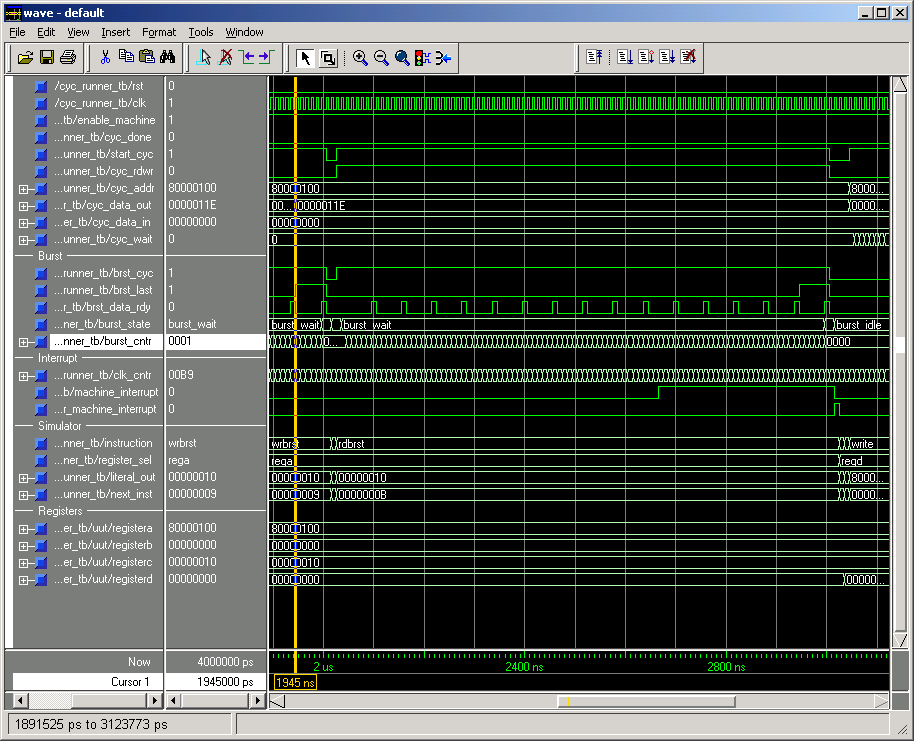 wave - default
File Edit View Insert Format Tools Window
/cyc_runner_tb/rst 0
/cyc_runner_tb/clk 1
...tb/enable_machine 1
...nner_tb/cyc_done 0
...unner_tb/start_cyc 1
...unner_tb/cyc_rdwr 0
...unner_tb/cyc_addr 80000100 80000100 8000...
...r_tb/cyc_data_out 0000011E 00... 0000011E 0000...
...er_tb/cyc_data_in 00000000 00000000
...unner_tb/cyc_wait 0 0
Burst
...runner_tb/brst_cyc 1
...runner_tb/brst_last 1
...r_tb/brst_data_rdy 0
...ner_tb/burst_state burst_wait burst_wait burst_wait burst_idle
...nner_tb/burst_cntr 0001 0... 0000
Interrupt
...runner_tb/clk_cntr 00B9
...b/machine_interrupt 0
...r_machine_interrupt 0
Simulator
...nner_tb/instruction wrbrst wrbrst rdbrst write
...ner_tb/register_sel rega rega regd
...unner_tb/literal_out 00000010 00000010 00000010 8000...
...unner_tb/next_inst 00000009 00000009 0000000B 0000...
Registers
...er_tb/uut/registera 80000100 80000100
...er_tb/uut/registerb 00000000 00000000
...er_tb/uut/registerc 00000010 00000010
...er_tb/uut/registerd 00000000 00000000 00000...
Now 4000000 ps 2 us 2400 ns 2800 ns
Cursor 1 1945000 ps 1945 ns
1891525 ps to 3123773 ps